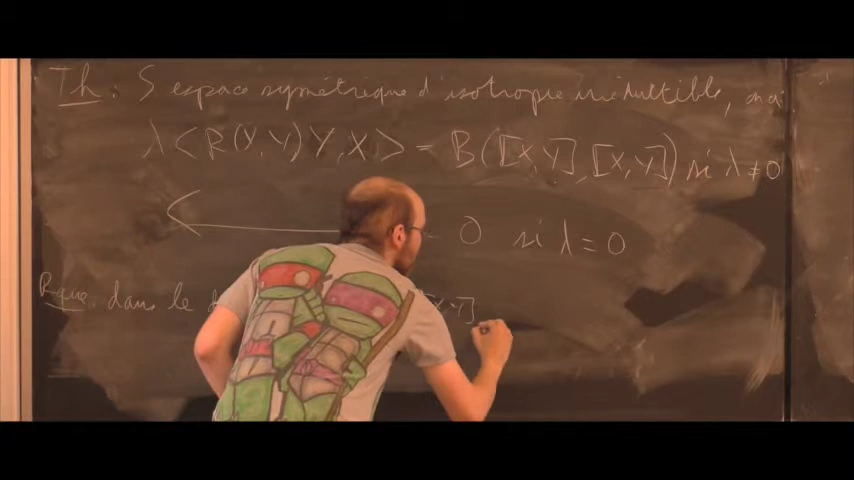 Th. S espace symétrique d'isotropie irréductible, on a
λ<R(X,Y)Y,X> = B([X,Y],[X,Y]) si λ≠0
0 si λ=0
Rque. dans le [X,Y]